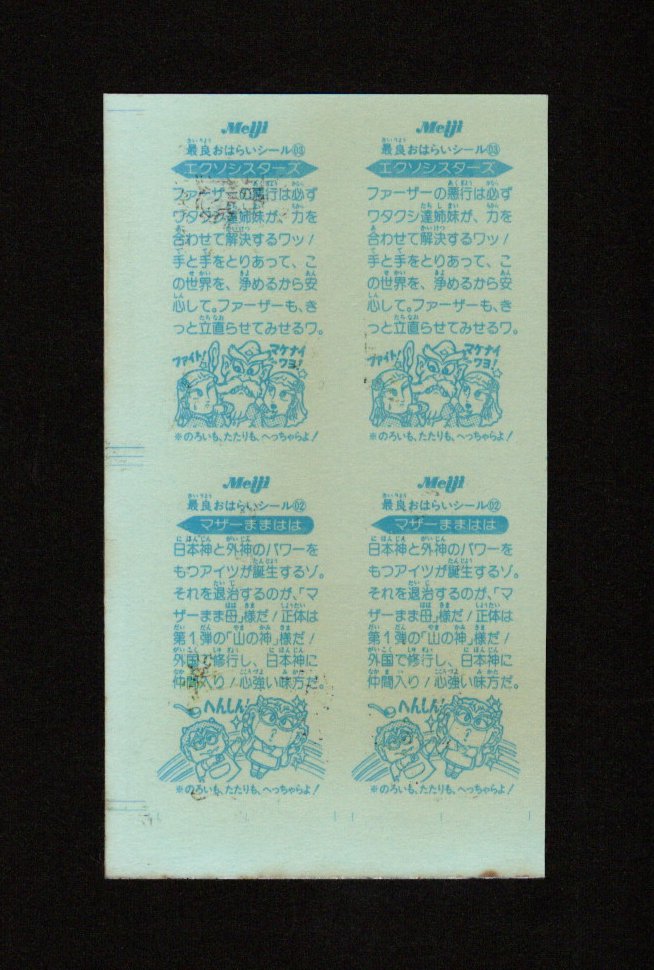 Meiji
最良おはらいシール03
エクソシスターズ
ファーザーの悪行は必ず
ワタクシ達姉妹が、力を
合わせて解決するワッ!
手と手をとりあって、こ
の世界を、浄めるから安
心して。ファーザーも、き
っと立直らせてみせるワ。
ファイト!
マケナイ
ワヨ!
※のろいも、たたりも、へっちゃらよ!
Meiji
最良おはらいシール03
エクソシスターズ
ファーザーの悪行は必ず
ワタクシ達姉妹が、力を
合わせて解決するワッ!
手と手をとりあって、こ
の世界を、浄めるから安
心して。ファーザーも、き
っと立直らせてみせるワ。
ファイト!
マケナイ
ワヨ!
※のろいも、たたりも、へっちゃらよ!
Meiji
最良おはらいシール02
マザーままはは
日本神と外神のパワーを
もつアイツが誕生するゾ。
それを退治するのが、「マ
ザーまま母」様だ!正体は
第1弾の「山の神」様だ!
外国で修行し、日本神に
仲間入り!心強い味方だ。
へんしん!
※のろいも、たたりも、へっちゃらよ!
Meiji
最良おはらいシール02
マザーままはは
日本神と外神のパワーを
もつアイツが誕生するゾ。
それを退治するのが、「マ
ザーまま母」様だ!正体は
第1弾の「山の神」様だ!
外国で修行し、日本神に
仲間入り!心強い味方だ。
へんしん!
※のろいも、たたりも、へっちゃらよ!